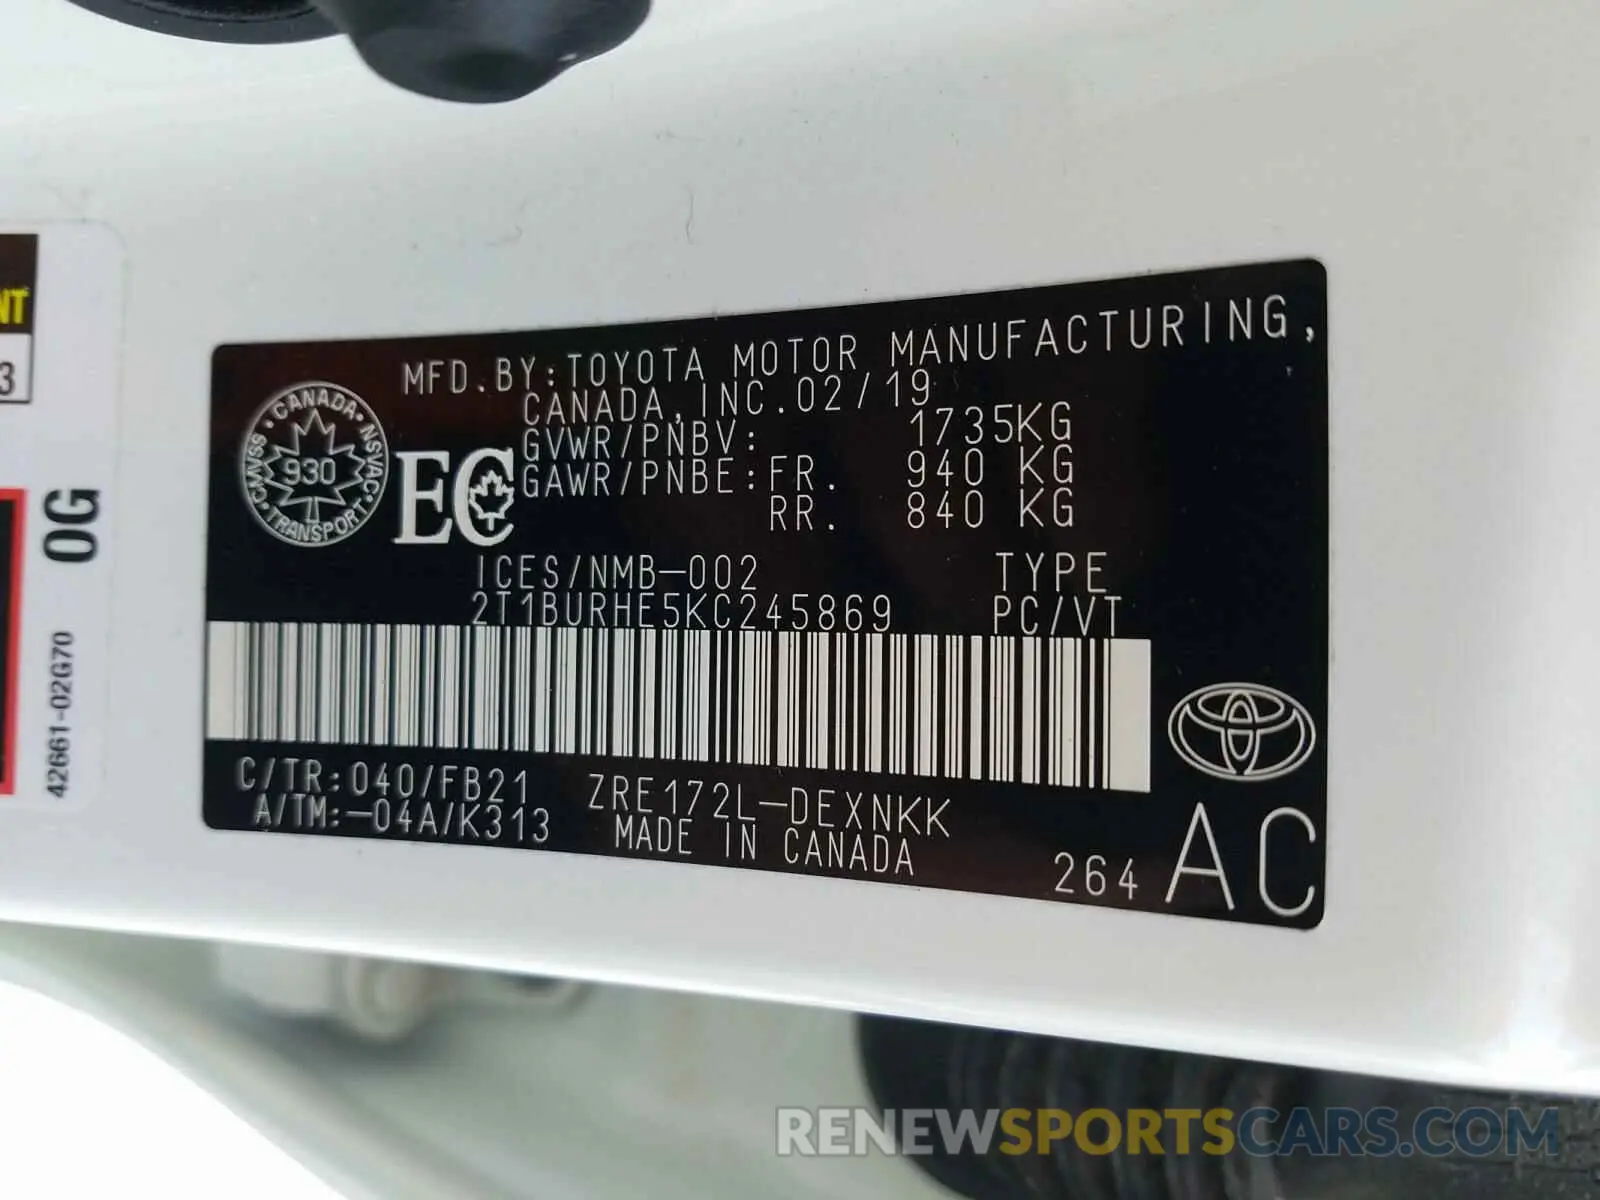 NT
3
0G
42661-02G70
MFD.BY:TOYOTA MOTOR MANUFACTURING,
CANADA,INC.02/19
GVWR/PNBV: 1735KG
GAWR/PNBE:FR. 940 KG
RR. 840 KG
CANADA · NSVAC · TRANSPORT · CMVSS ·
930
EC
ICES/NMB-002 TYPE
2T1BURHE5KC245869 PC/VT
C/TR:040/FB21 ZRE172L-DEXNKK
A/TM:-04A/K313 MADE IN CANADA
264 AC
RENEWSPORTSCARS.COM